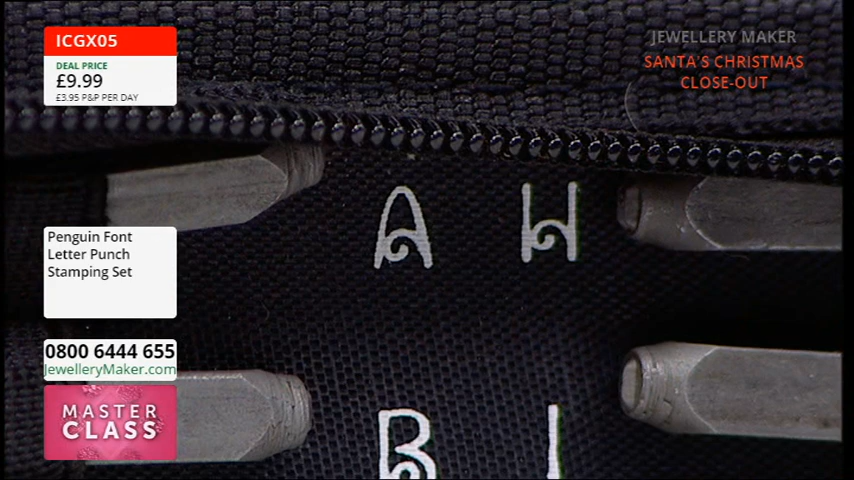 ICGX05
DEAL PRICE
£9.99
£3.95 P&P PER DAY
JEWELLERY MAKER
SANTA'S CHRISTMAS
CLOSE-OUT
A H
Penguin Font
Letter Punch
Stamping Set
0800 6444 655
JewelleryMaker.com
MASTER
CLASS
B I